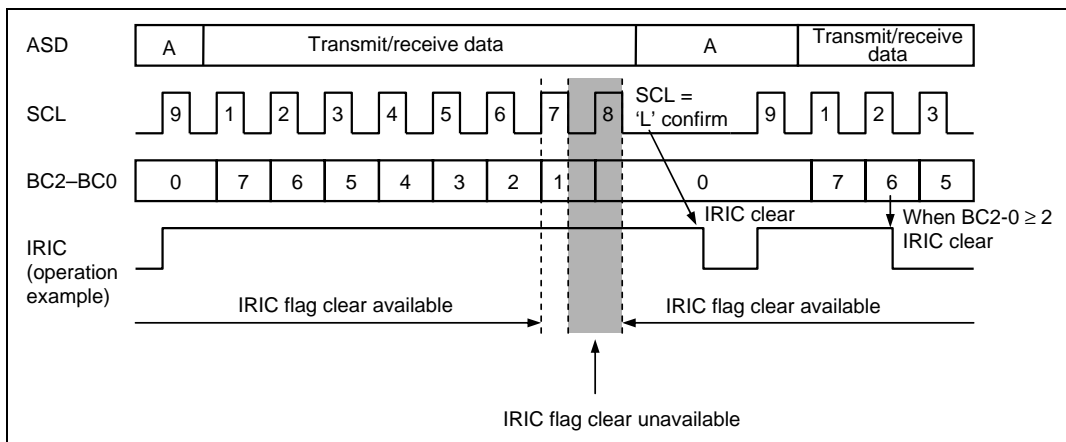 ASD
A
Transmit/receive data
A
Transmit/receive
data
SCL
9
1
2
3
4
5
6
7
8
SCL =
'L' confirm
9
1
2
3
BC2–BC0
0
7
6
5
4
3
2
1
0
7
6
5
IRIC
(operation
example)
IRIC clear
When BC2-0 ≥ 2
IRIC clear
IRIC flag clear available
IRIC flag clear available
IRIC flag clear unavailable